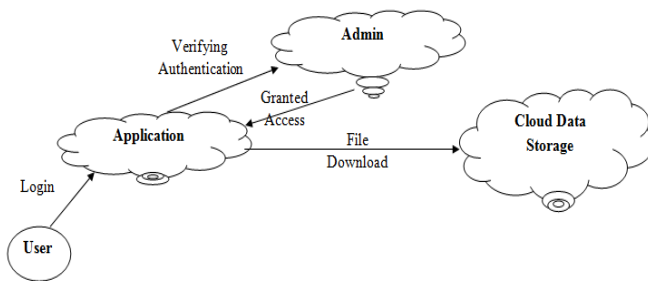 Admin
Verifying
Authentication
Granted
Access
Application
File
Download
Cloud Data
Storage
Login
User